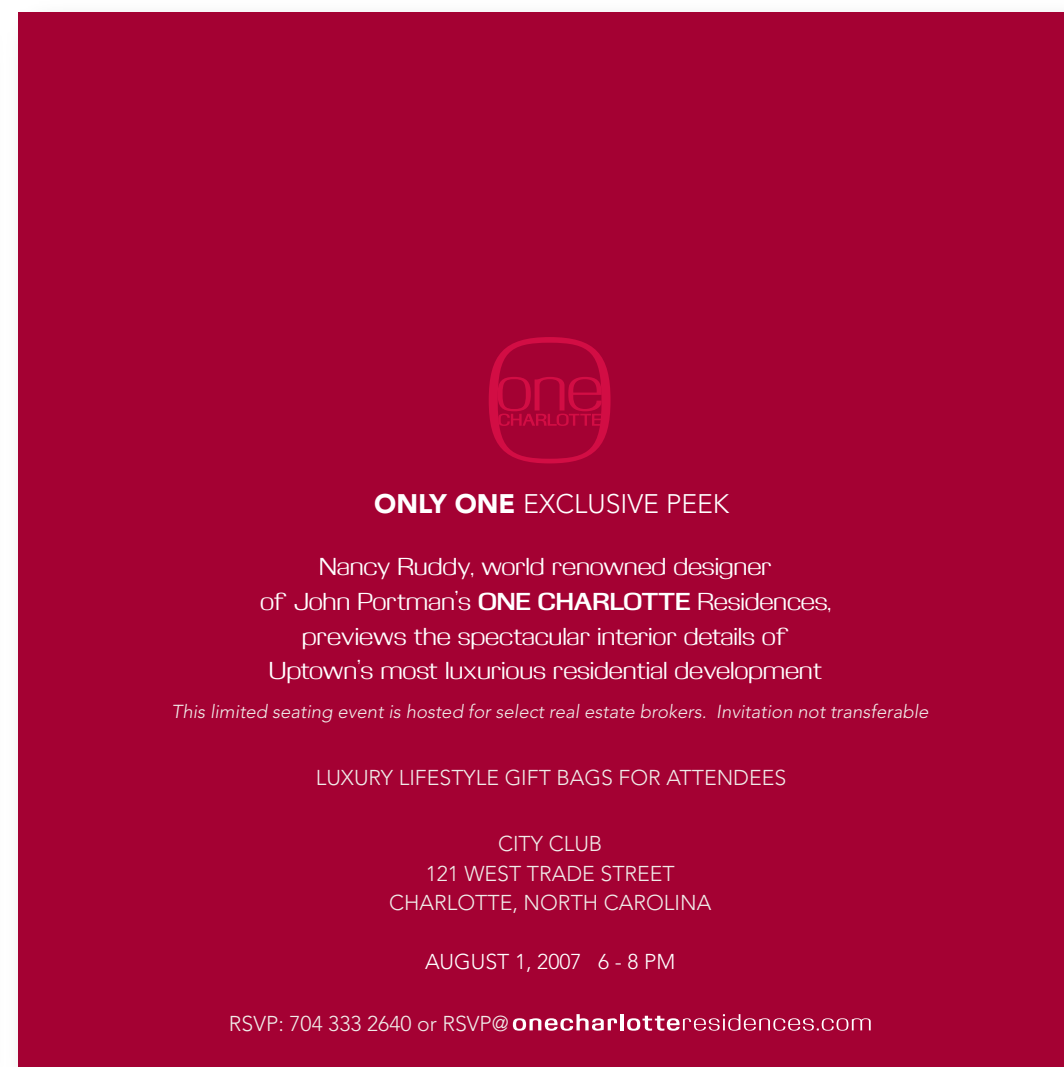 one
CHARLOTTE
ONLY ONE EXCLUSIVE PEEK
Nancy Ruddy, world renowned designer
of John Portman's ONE CHARLOTTE Residences,
previews the spectacular interior details of
Uptown's most luxurious residential development
This limited seating event is hosted for select real estate brokers. Invitation not transferable
LUXURY LIFESTYLE GIFT BAGS FOR ATTENDEES
CITY CLUB
121 WEST TRADE STREET
CHARLOTTE, NORTH CAROLINA
AUGUST 1, 2007 6 - 8 PM
RSVP: 704 333 2640 or RSVP@onecharlotteresidences.com